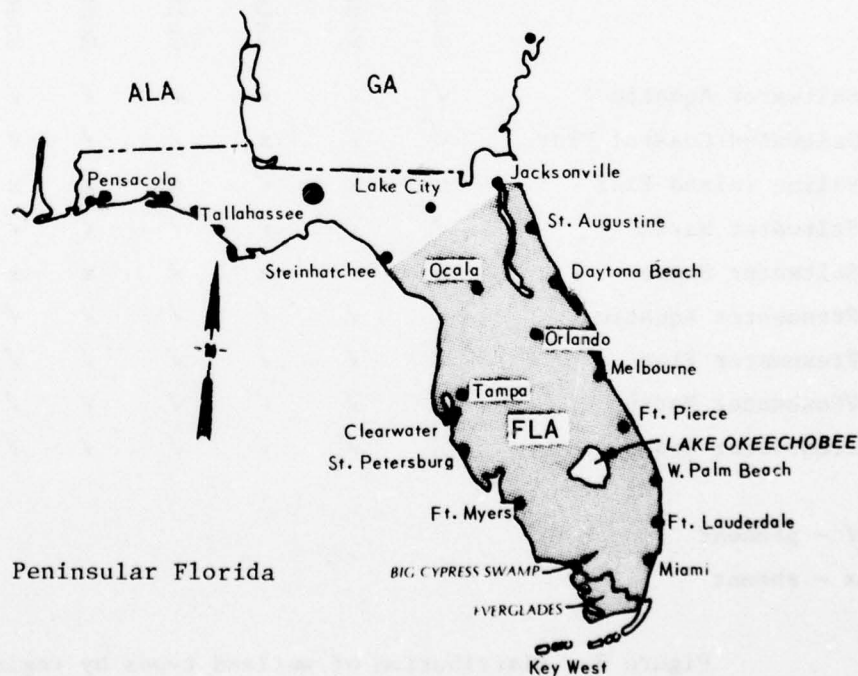 ALA
GA
Pensacola
Tallahassee
Lake City
Jacksonville
St. Augustine
Steinhatchee
Ocala
Daytona Beach
Orlando
Melbourne
Tampa
Clearwater
FLA
Ft. Pierce
LAKE OKEECHOBEE
St. Petersburg
W. Palm Beach
Ft. Myers
Ft. Lauderdale
Peninsular Florida
BIG CYPRESS SWAMP
Miami
EVERGLADES
Key West